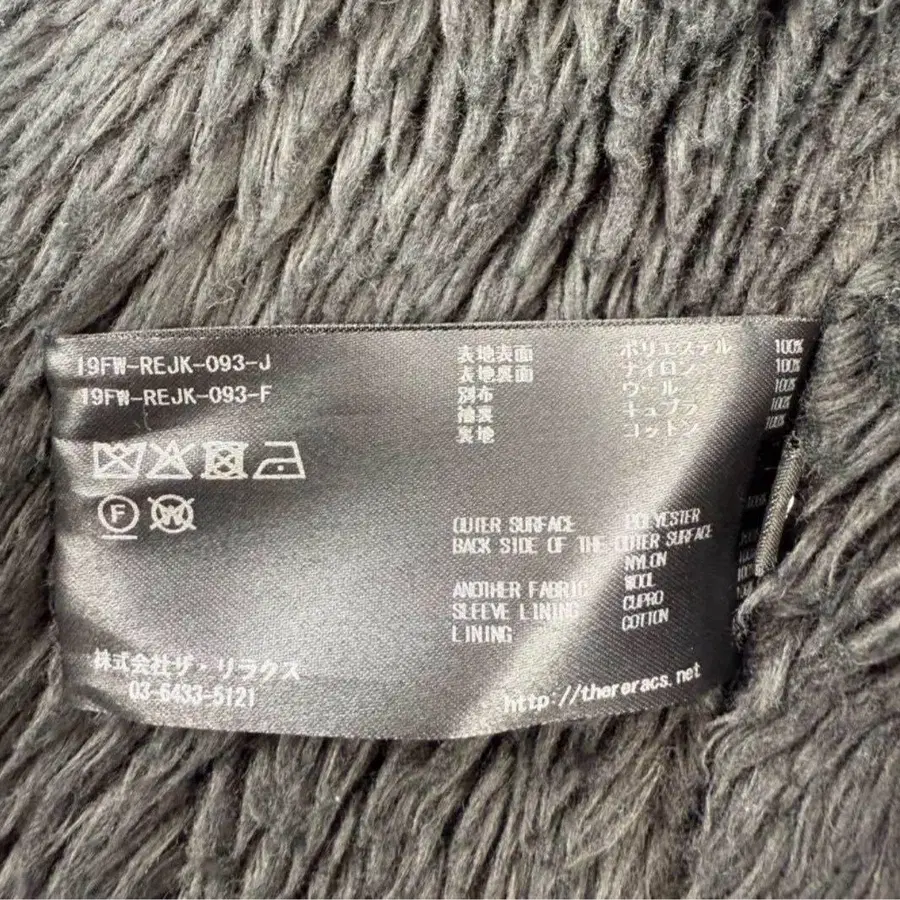 19FW-REJK-093-J
19FW-REJK-093-F
表地表面 ポリエステル 100%
表地裏面 ナイロン 100%
別布 ウール 100%
袖裏 キュプラ 100%
裏地 コットン 100%
F
W
OUTER SURFACE POLYESTER
BACK SIDE OF THE OUTER SURFACE
NYLON
ANOTHER FABRIC WOOL
SLEEVE LINING CUPRO
LINING COTTON
株式会社ザ・リラクス
03-6433-5121
http://thereracs.net